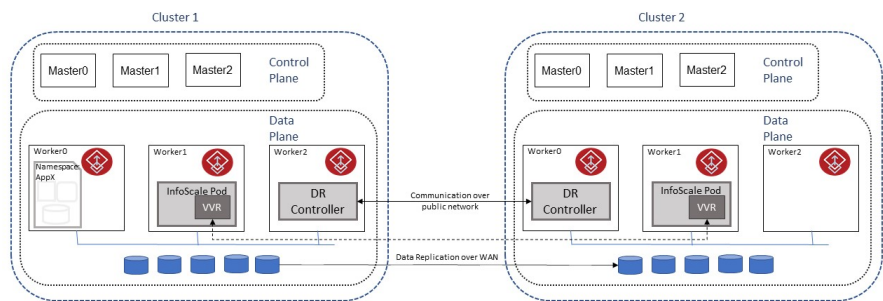 Cluster 1
Master0
Master1
Master2
Control
Plane
Data
Plane
Worker0
Namespace:
AppX
Worker1
InfoScale Pod
VVR
Worker2
DR
Controller
Communication over
public network
Data Replication over WAN
Cluster 2
Master0
Master1
Master2
Control
Plane
Data
Plane
Worker0
DR
Controller
Worker1
InfoScale Pod
VVR
Worker2